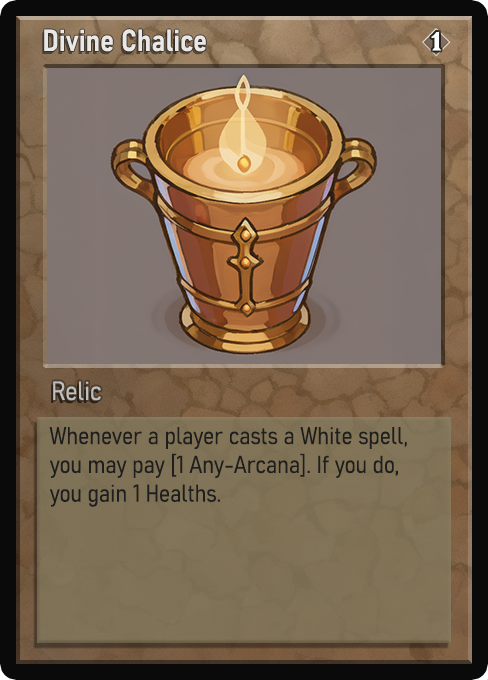 Divine Chalice
1
Relic
Whenever a player casts a White spell,
you may pay [1 Any-Arcana]. If you do,
you gain 1 Healths.